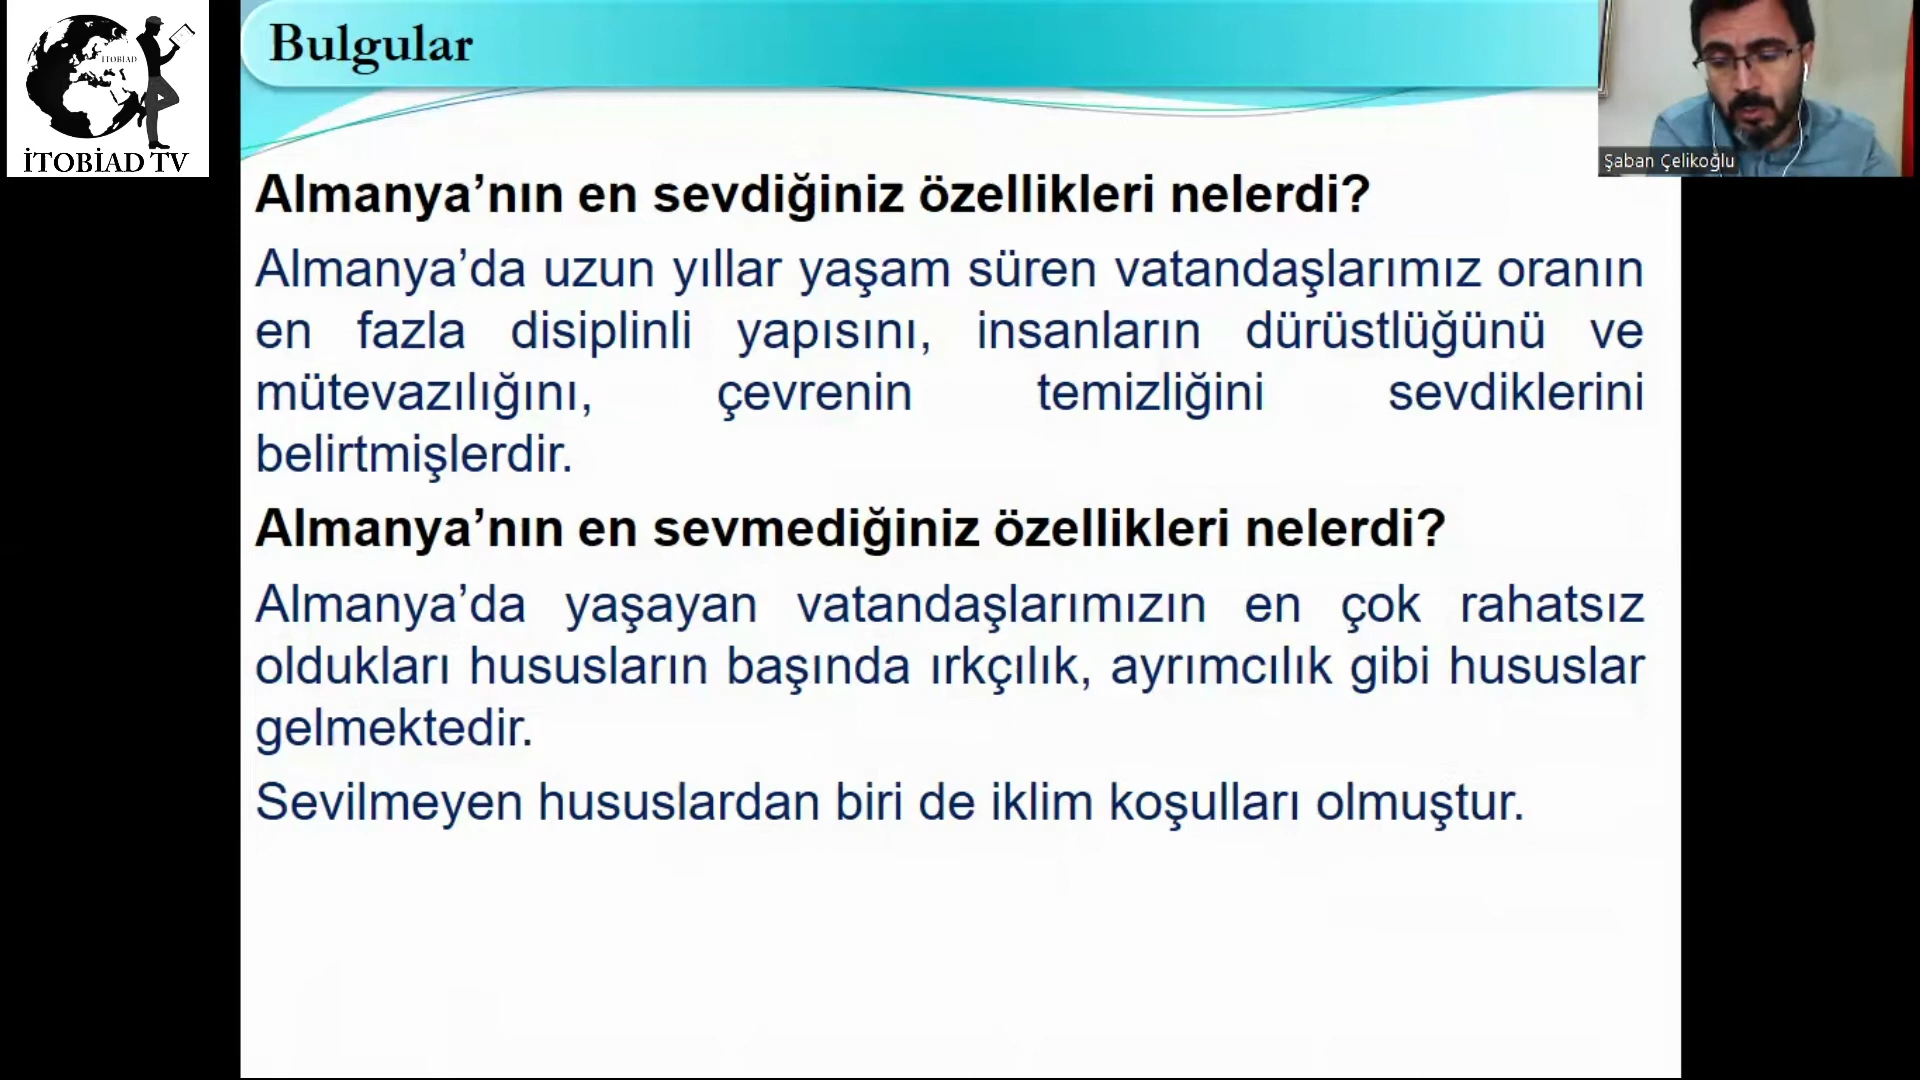 Bulgular
İTOBİAD
İTOBİAD TV
Şaban Çelikoğlu
Almanya’nın en sevdiğiniz özellikleri nelerdi?
Almanya’da uzun yıllar yaşam süren vatandaşlarımız oranın
en fazla disiplinli yapısını, insanların dürüstlüğünü ve
mütevazılığını, çevrenin temizliğini sevdiklerini
belirtmişlerdir.
Almanya’nın en sevmediğiniz özellikleri nelerdi?
Almanya’da yaşayan vatandaşlarımızın en çok rahatsız
oldukları hususların başında ırkçılık, ayrımcılık gibi hususlar
gelmektedir.
Sevilmeyen hususlardan biri de iklim koşulları olmuştur.